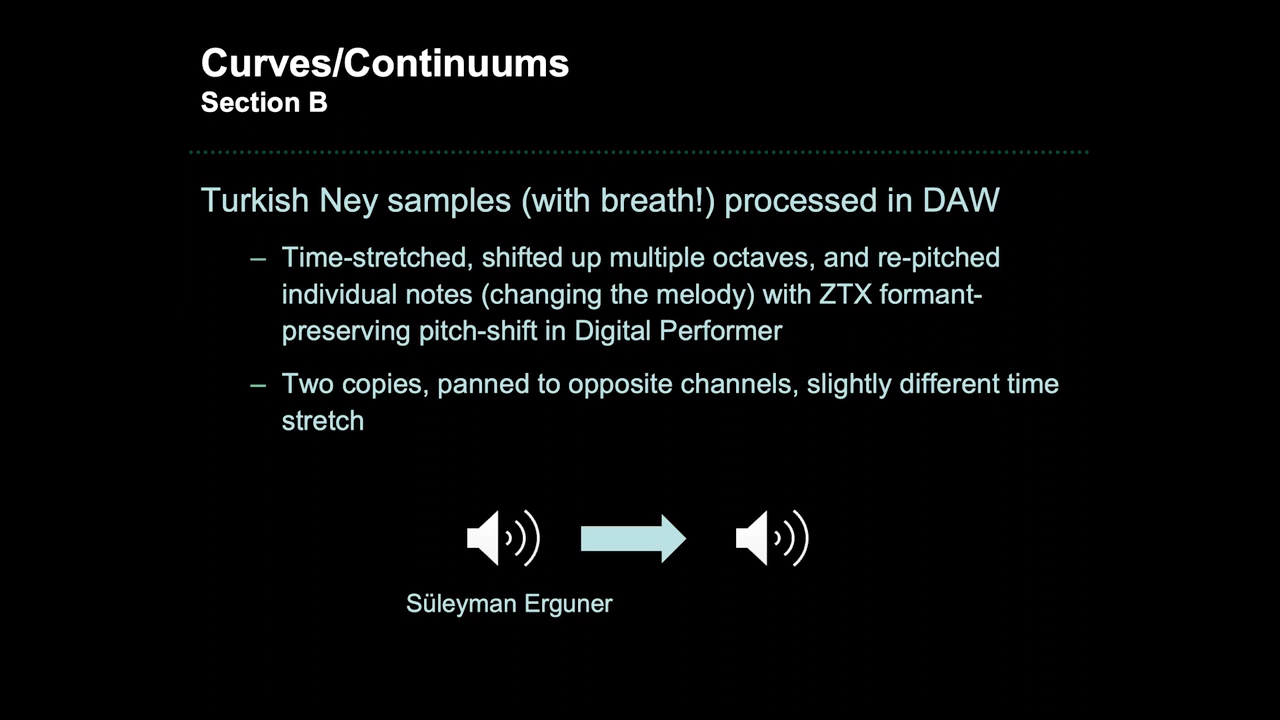 Curves/Continuums
Section B
Turkish Ney samples (with breath!) processed in DAW
– Time-stretched, shifted up multiple octaves, and re-pitched
individual notes (changing the melody) with ZTX formant-
preserving pitch-shift in Digital Performer
– Two copies, panned to opposite channels, slightly different time
stretch
Süleyman Erguner